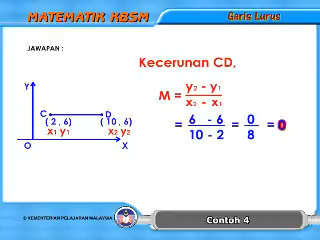 MATEMATIK KBSM
Garis Lurus
JAWAPAN :
Kecerunan CD,
M = y₂ - y₁
x₂ - x₁
= 6 - 6 = 0 = 0
10 - 2 8
Y
C D
( 2 , 6) ( 10 , 6)
x₁ y₁ x₂ y₂
O X
© KEMENTERIAN PELAJARAN MALAYSIA
Contoh 4